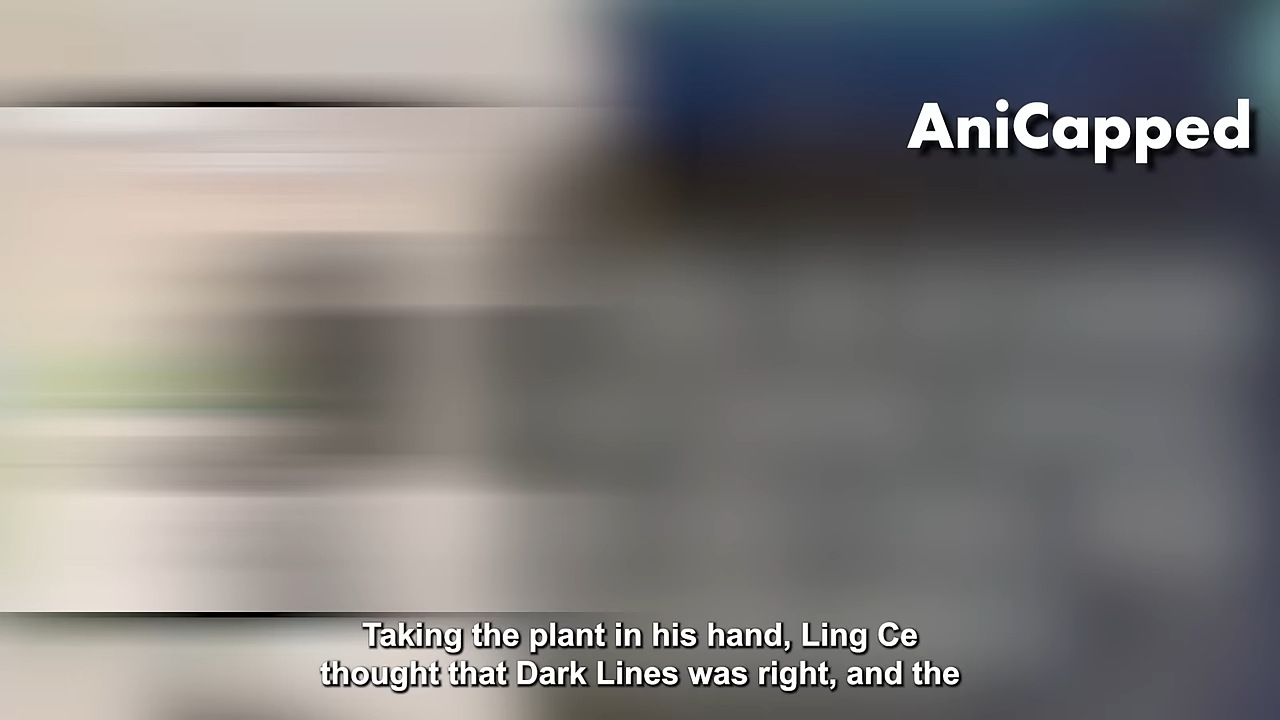 AniCapped
Taking the plant in his hand, Ling Ce
thought that Dark Lines was right, and the